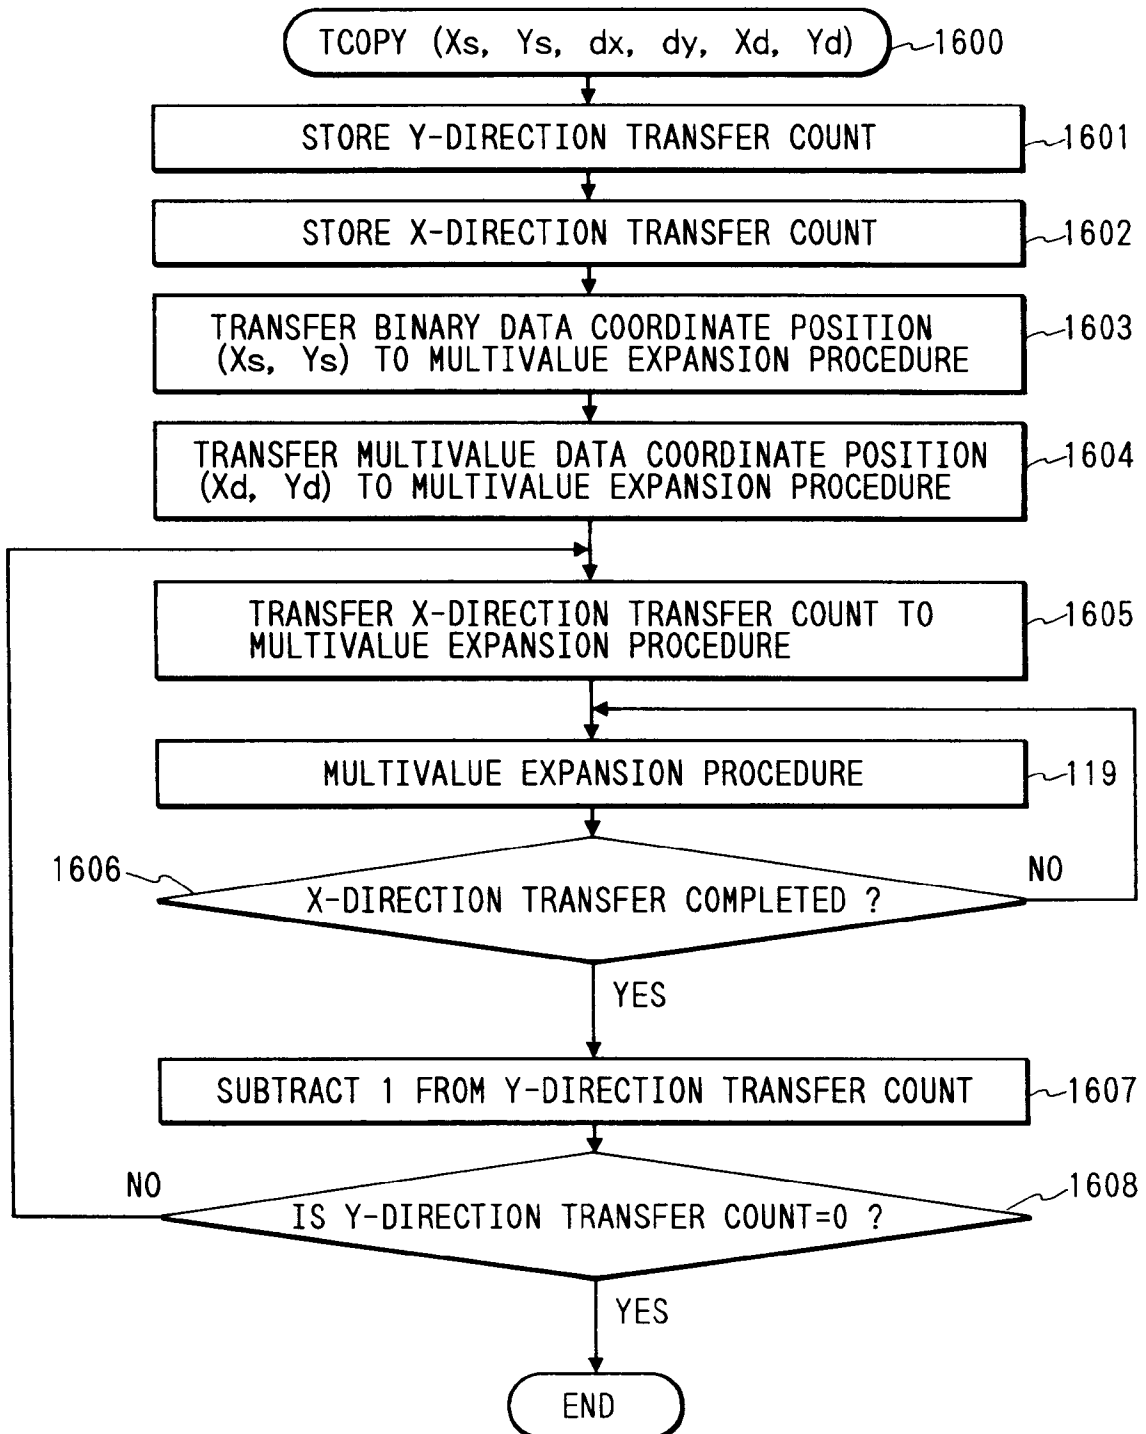 TCOPY (Xs, Ys, dx, dy, Xd, Yd)
1600
STORE Y-DIRECTION TRANSFER COUNT
1601
STORE X-DIRECTION TRANSFER COUNT
1602
TRANSFER BINARY DATA COORDINATE POSITION
(Xs, Ys) TO MULTIVALUE EXPANSION PROCEDURE
1603
TRANSFER MULTIVALUE DATA COORDINATE POSITION
(Xd, Yd) TO MULTIVALUE EXPANSION PROCEDURE
1604
TRANSFER X-DIRECTION TRANSFER COUNT TO
MULTIVALUE EXPANSION PROCEDURE
1605
MULTIVALUE EXPANSION PROCEDURE
119
1606
X-DIRECTION TRANSFER COMPLETED ?
NO
YES
SUBTRACT 1 FROM Y-DIRECTION TRANSFER COUNT
1607
NO
IS Y-DIRECTION TRANSFER COUNT=0 ?
1608
YES
END